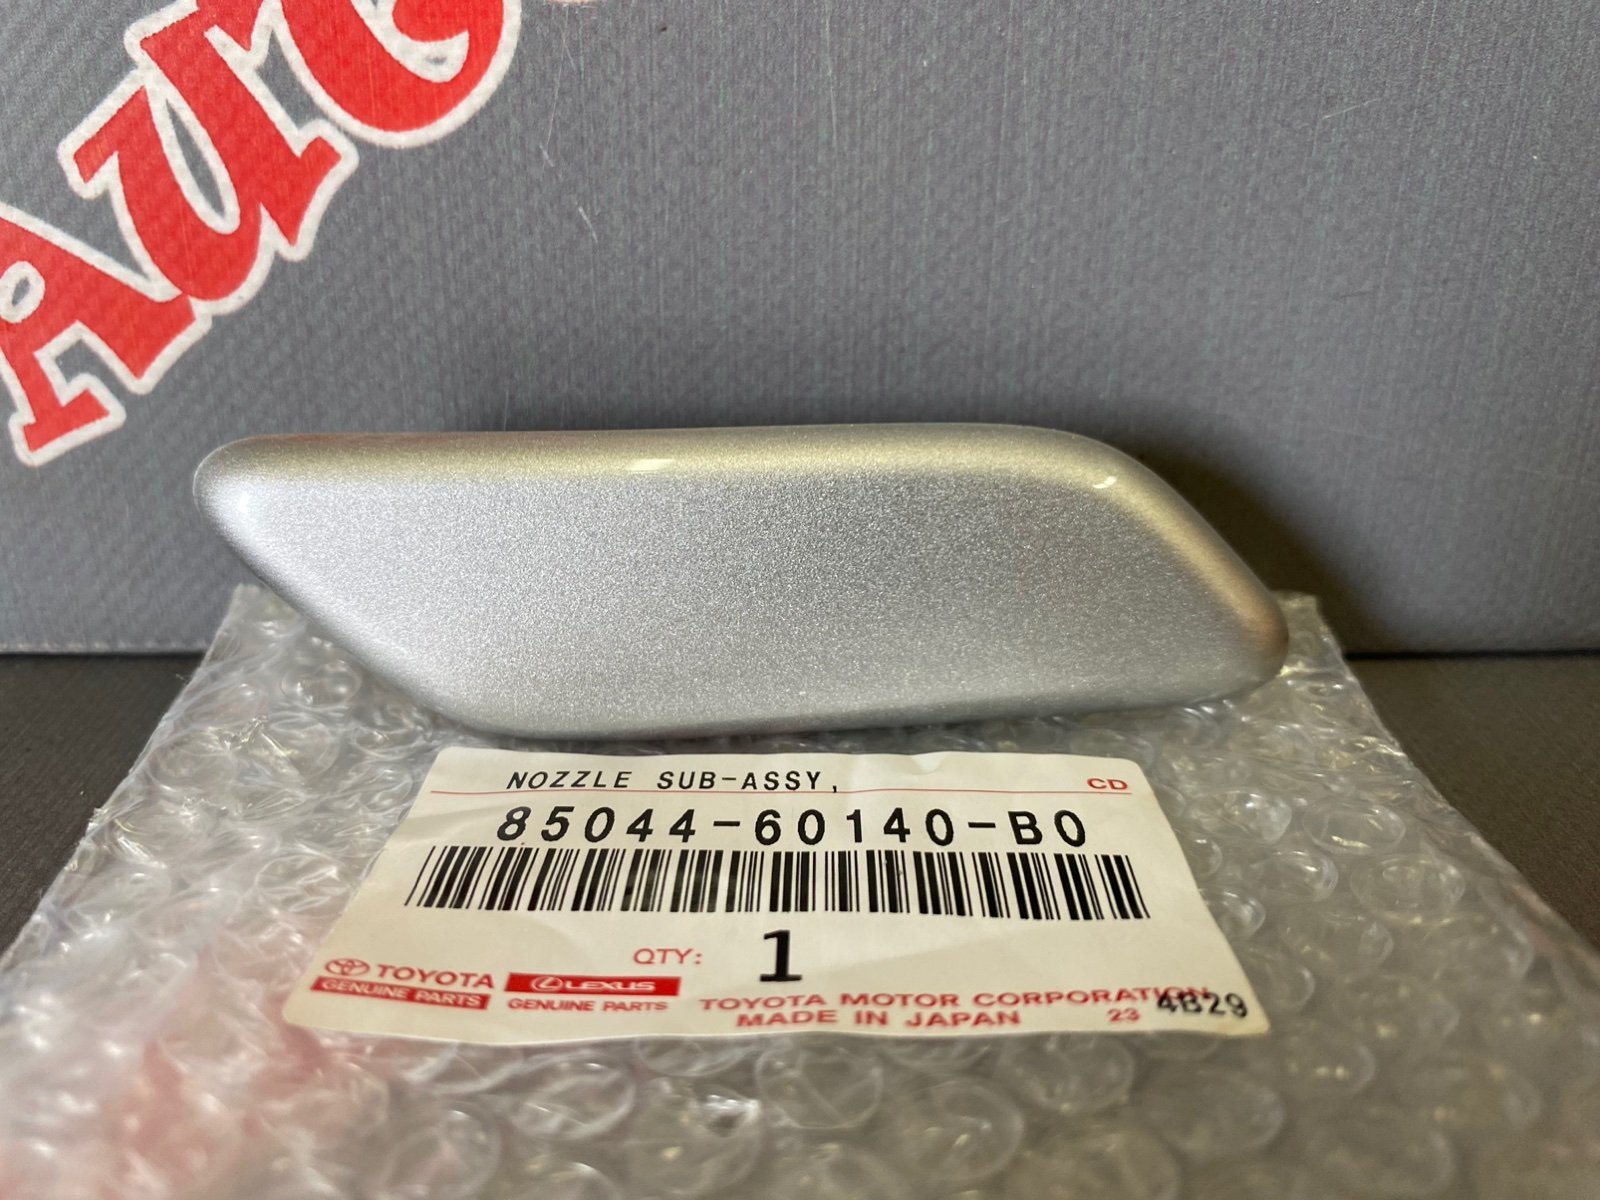 Auto
NOZZLE SUB-ASSY,
CD
85044-60140-B0
QTY: 1
TOYOTA
GENUINE PARTS
LEXUS
GENUINE PARTS
TOYOTA MOTOR CORPORATION
MADE IN JAPAN
23 4B29